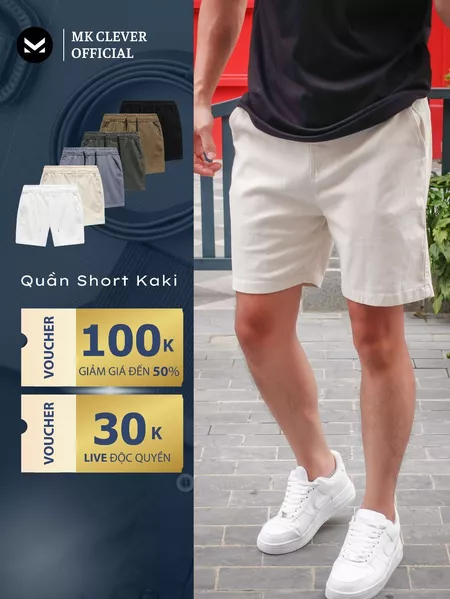 MK CLEVER
OFFICIAL
Quần Short Kaki
VOUCHER
100K
GIẢM GIÁ ĐẾN 50%
VOUCHER
30K
LIVE ĐỘC QUYỀN